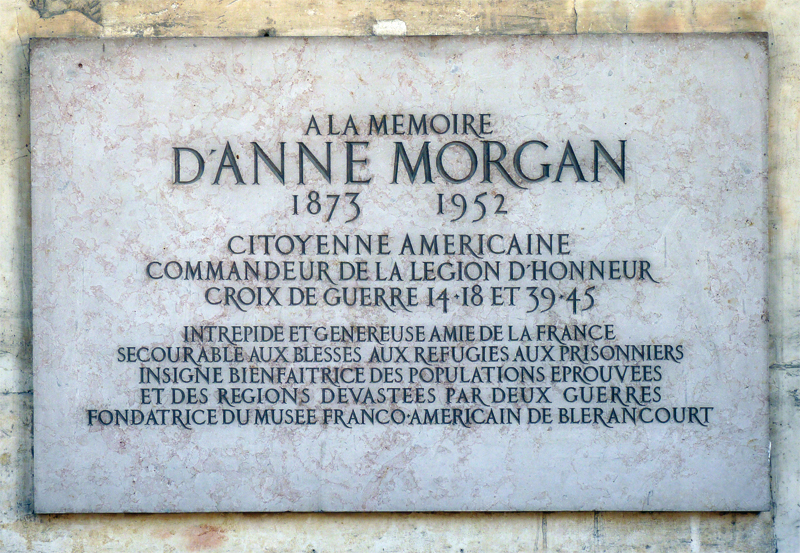 A LA MEMOIRE
D'ANNE MORGAN
1873 1952
CITOYENNE AMERICAINE
COMMANDEUR DE LA LEGION D'HONNEUR
CROIX DE GUERRE 14·18 ET 39·45
INTREPIDE ET GENEREUSE AMIE DE LA FRANCE
SECOURABLE AUX BLESSES AUX REFUGIES AUX PRISONNIERS
INSIGNE BIENFAITRICE DES POPULATIONS EPROUVÉES
ET DES REGIONS DEVASTÉES PAR DEUX GUERRES
FONDATRICE DU MUSEE FRANCO·AMERICAIN DE BLERANCOURT